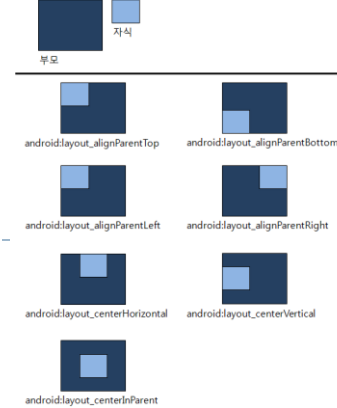 자식
부모
android:layout_alignParentTop
android:layout_alignParentBottom
android:layout_alignParentLeft
android:layout_alignParentRight
android:layout_centerHorizontal
android:layout_centerVertical
android:layout_centerInParent